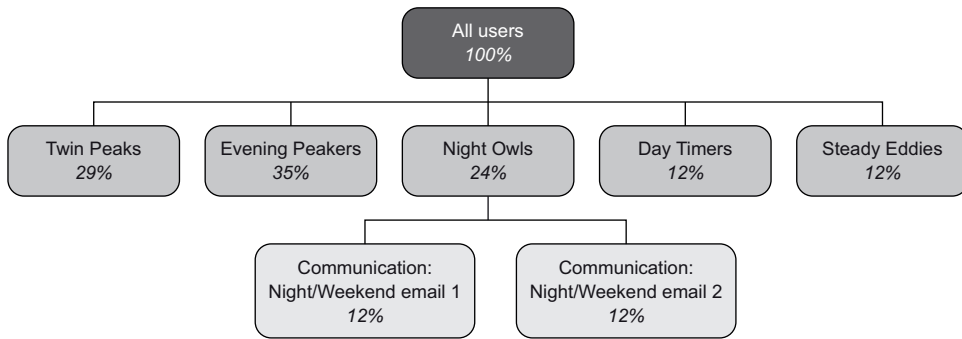 All users
100%
Twin Peaks
29%
Evening Peakers
35%
Night Owls
24%
Day Timers
12%
Steady Eddies
12%
Communication:
Night/Weekend email 1
12%
Communication:
Night/Weekend email 2
12%